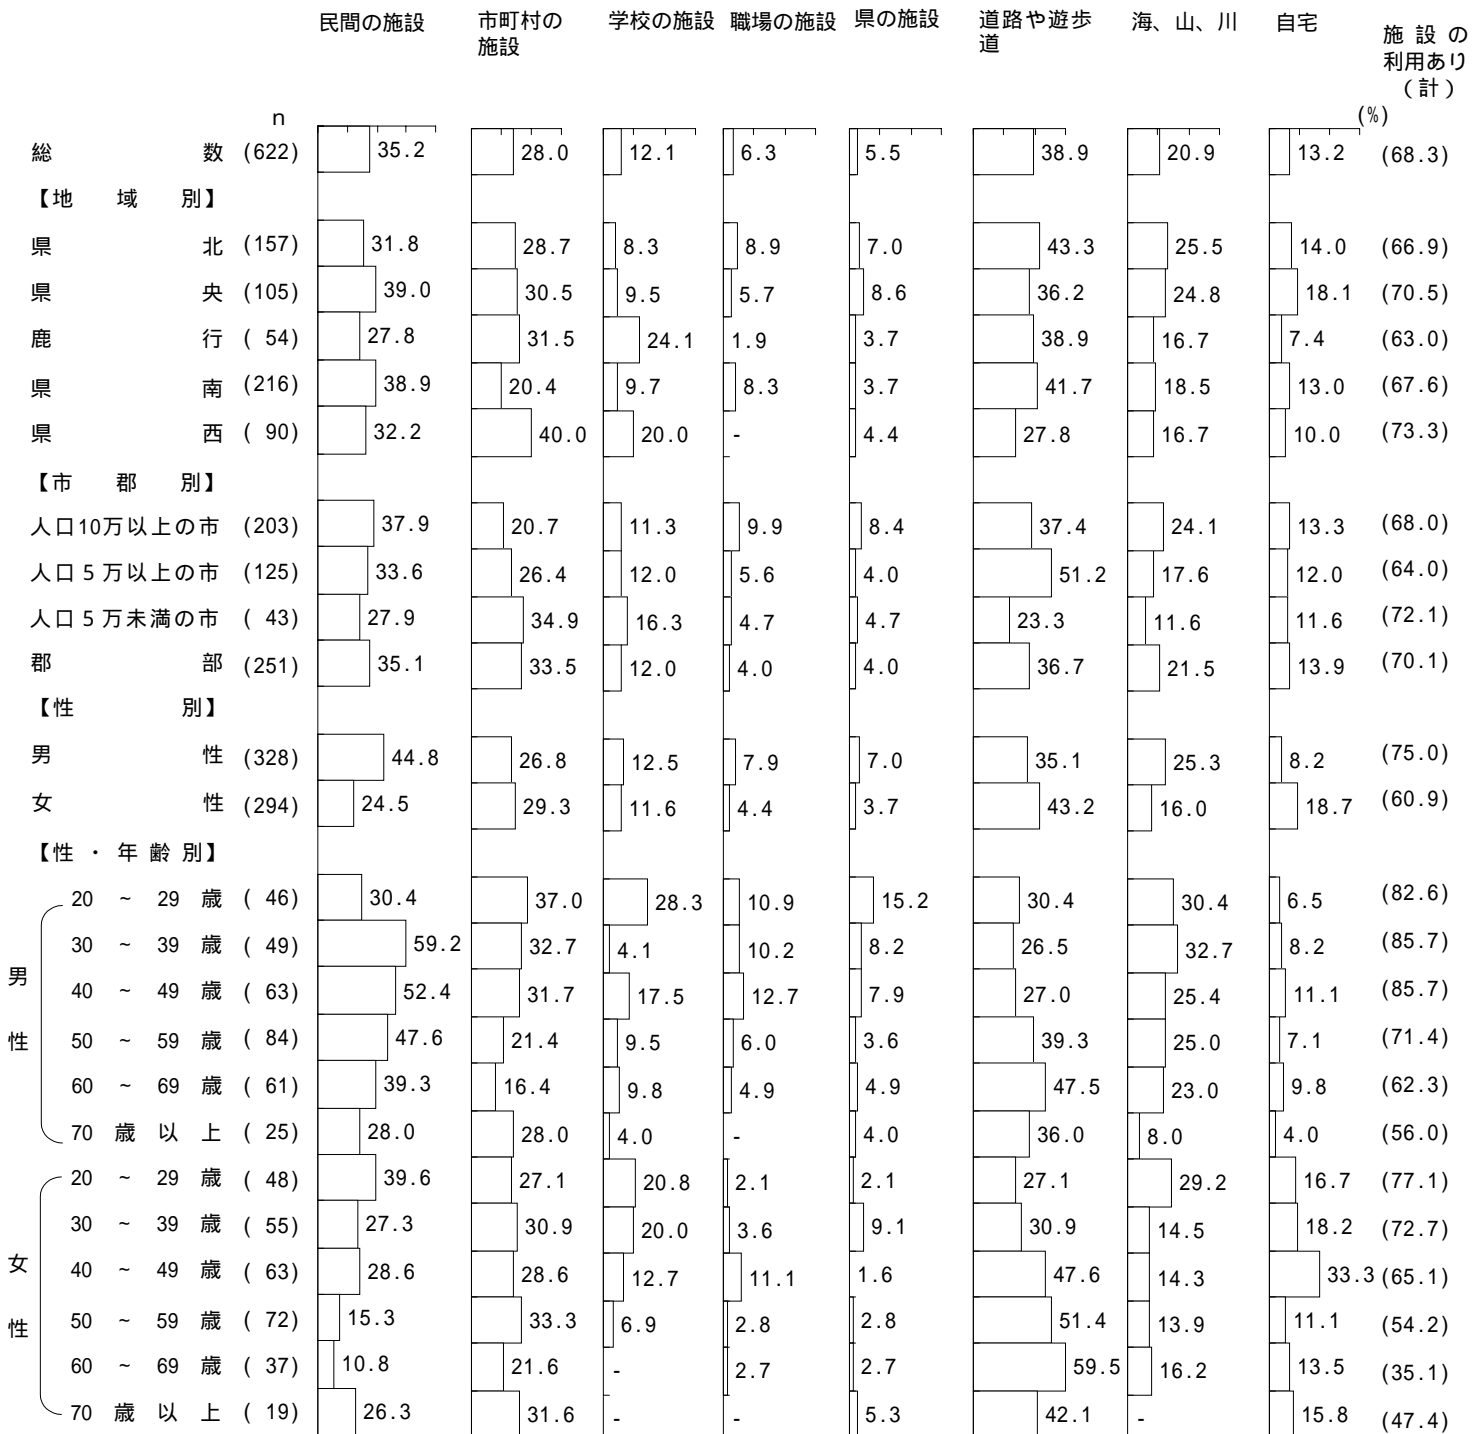 民間の施設 市町村の施設 学校の施設 職場の施設 県の施設 道路や遊歩道 海、山、川 自宅 施設の利用あり(計)
n (%)
総数 (622) 35.2 28.0 12.1 6.3 5.5 38.9 20.9 13.2 (68.3)
【地域別】
県北 (157) 31.8 28.7 8.3 8.9 7.0 43.3 25.5 14.0 (66.9)
県央 (105) 39.0 30.5 9.5 5.7 8.6 36.2 24.8 18.1 (70.5)
鹿行 ( 54) 27.8 31.5 24.1 1.9 3.7 38.9 16.7 7.4 (63.0)
県南 (216) 38.9 20.4 9.7 8.3 3.7 41.7 18.5 13.0 (67.6)
県西 ( 90) 32.2 40.0 20.0 - 4.4 27.8 16.7 10.0 (73.3)
【市郡別】
人口10万以上の市 (203) 37.9 20.7 11.3 9.9 8.4 37.4 24.1 13.3 (68.0)
人口5万以上の市 (125) 33.6 26.4 12.0 5.6 4.0 51.2 17.6 12.0 (64.0)
人口5万未満の市 ( 43) 27.9 34.9 16.3 4.7 4.7 23.3 11.6 11.6 (72.1)
郡部 (251) 35.1 33.5 12.0 4.0 4.0 36.7 21.5 13.9 (70.1)
【性別】
男性 (328) 44.8 26.8 12.5 7.9 7.0 35.1 25.3 8.2 (75.0)
女性 (294) 24.5 29.3 11.6 4.4 3.7 43.2 16.0 18.7 (60.9)
【性・年齢別】
男性
20 ~ 29 歳 ( 46) 30.4 37.0 28.3 10.9 15.2 30.4 30.4 6.5 (82.6)
30 ~ 39 歳 ( 49) 59.2 32.7 4.1 10.2 8.2 26.5 32.7 8.2 (85.7)
40 ~ 49 歳 ( 63) 52.4 31.7 17.5 12.7 7.9 27.0 25.4 11.1 (85.7)
50 ~ 59 歳 ( 84) 47.6 21.4 9.5 6.0 3.6 39.3 25.0 7.1 (71.4)
60 ~ 69 歳 ( 61) 39.3 16.4 9.8 4.9 4.9 47.5 23.0 9.8 (62.3)
70 歳以上 ( 25) 28.0 28.0 4.0 - 4.0 36.0 8.0 4.0 (56.0)
女性
20 ~ 29 歳 ( 48) 39.6 27.1 20.8 2.1 2.1 27.1 29.2 16.7 (77.1)
30 ~ 39 歳 ( 55) 27.3 30.9 20.0 3.6 9.1 30.9 14.5 18.2 (72.7)
40 ~ 49 歳 ( 63) 28.6 28.6 12.7 11.1 1.6 47.6 14.3 33.3 (65.1)
50 ~ 59 歳 ( 72) 15.3 33.3 6.9 2.8 2.8 51.4 13.9 11.1 (54.2)
60 ~ 69 歳 ( 37) 10.8 21.6 - 2.7 2.7 59.5 16.2 13.5 (35.1)
70 歳以上 ( 19) 26.3 31.6 - - 5.3 42.1 - 15.8 (47.4)